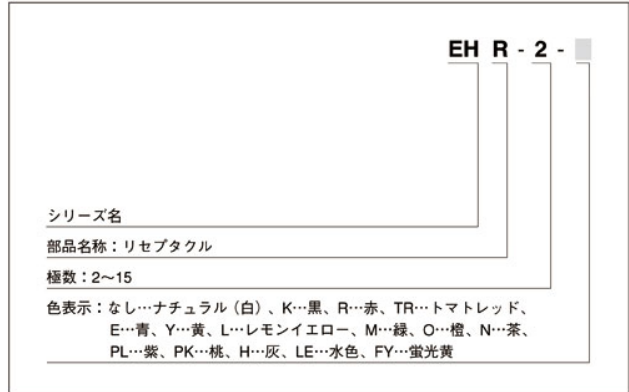 EH R - 2 -
シリーズ名
部品名称：リセプタクル
極数：2〜15
色表示：なし…ナチュラル（白）、K…黒、R…赤、TR…トマトレッド、
E…青、Y…黄、L…レモンイエロー、M…緑、O…橙、N…茶、
PL…紫、PK…桃、H…灰、LE…水色、FY…蛍光黄